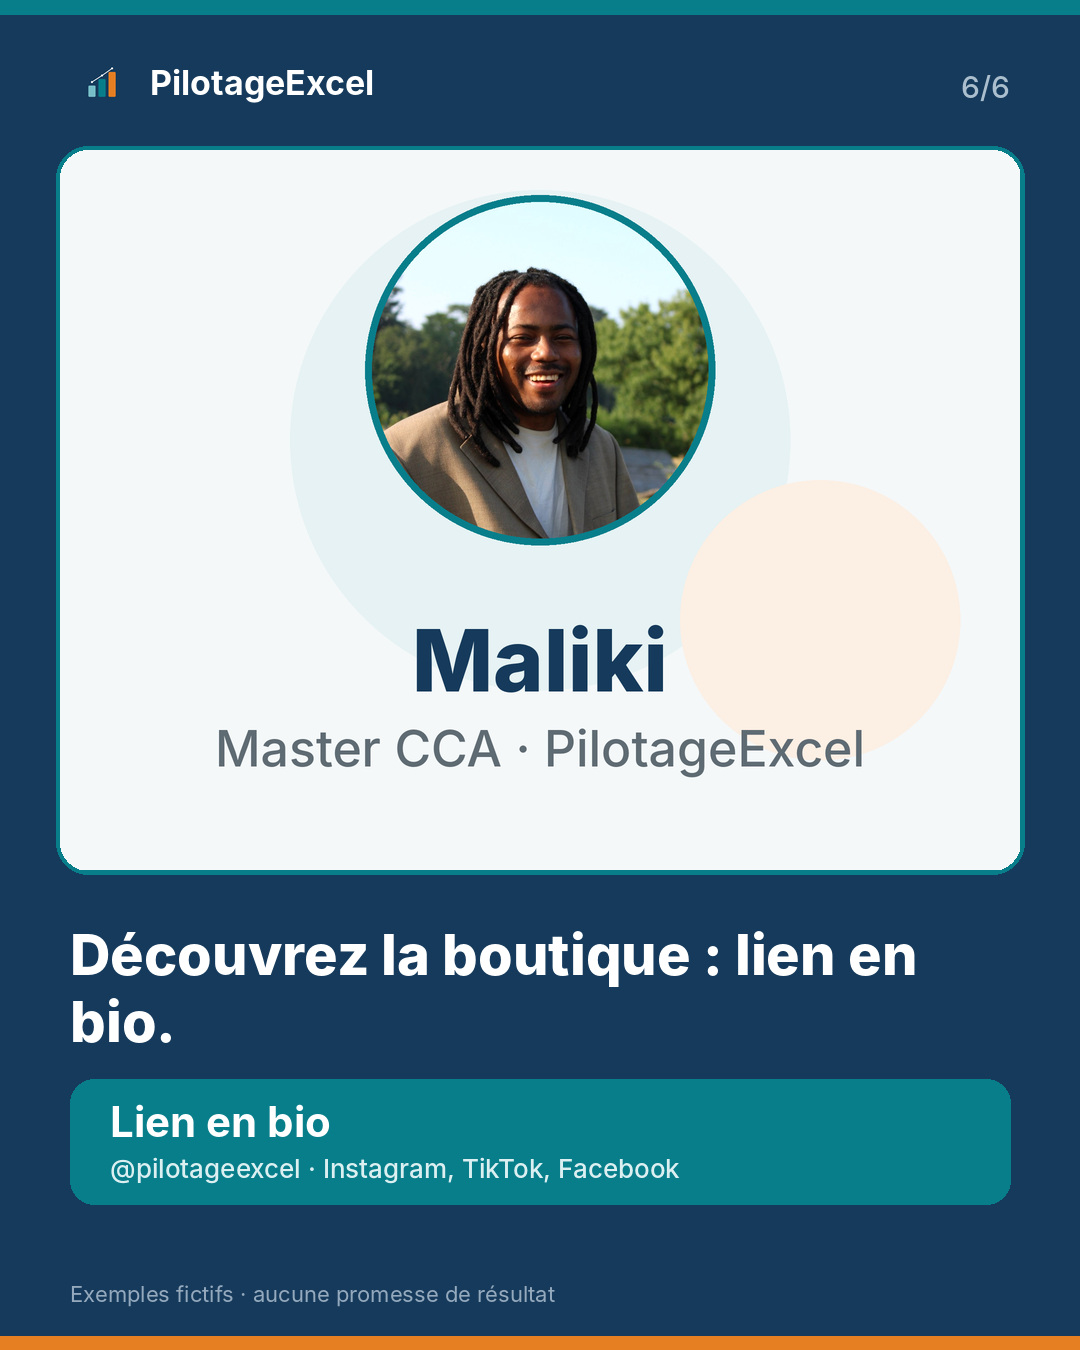 PilotageExcel
6/6
Maliki
Master CCA · PilotageExcel
Découvrez la boutique : lien en
bio.
Lien en bio
@pilotageexcel · Instagram, TikTok, Facebook
Exemples fictifs · aucune promesse de résultat